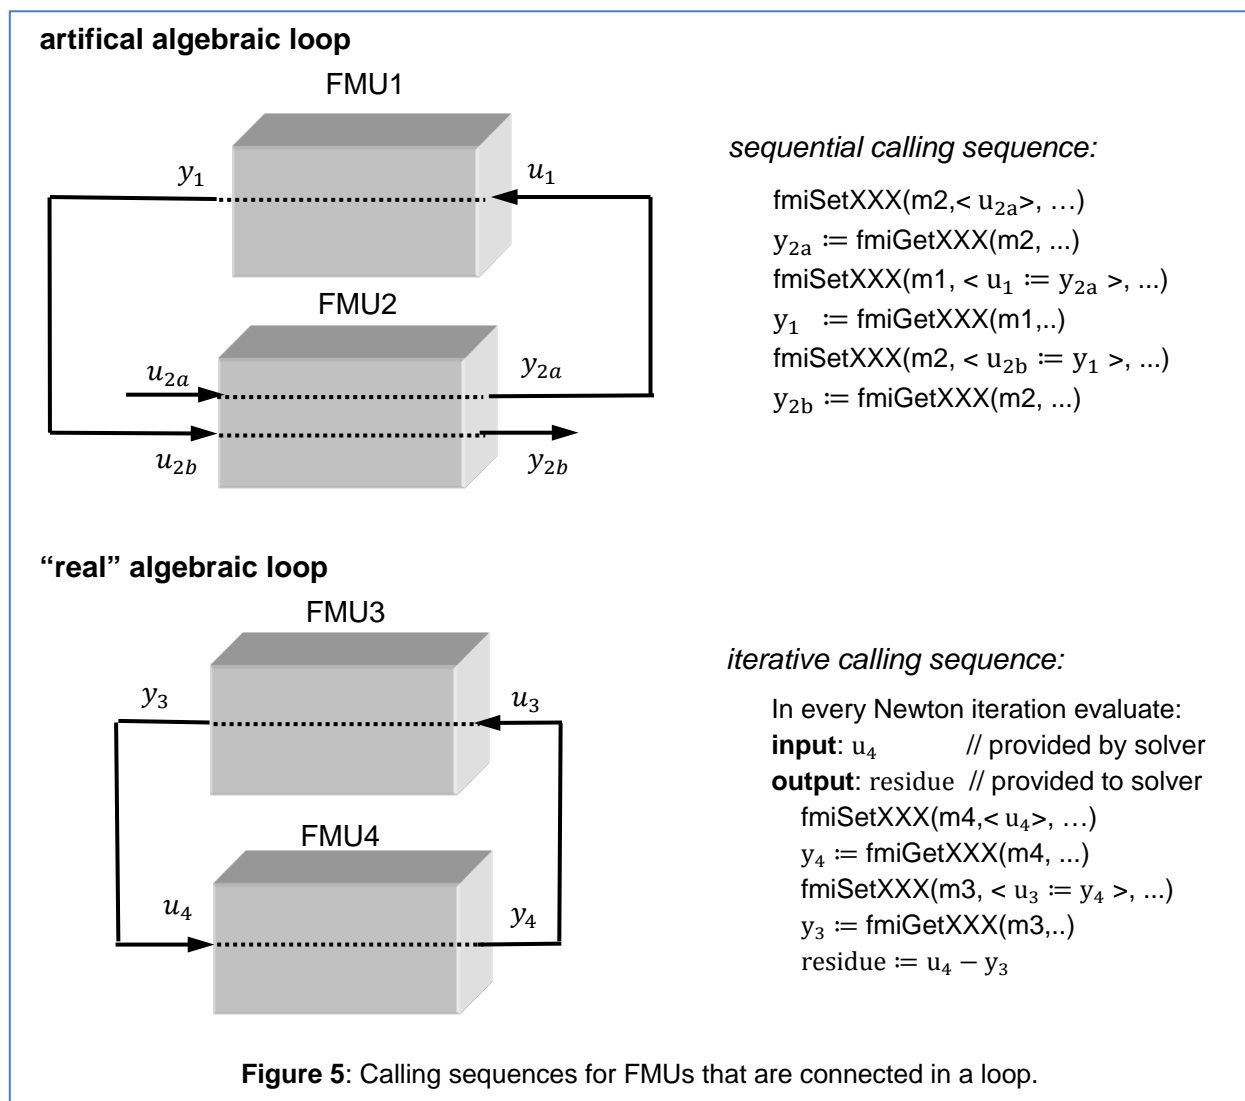 artifical algebraic loop
FMU1
y₁
u₁
FMU2
u₂ₐ
y₂ₐ
u₂b
y₂b
sequential calling sequence:
fmiSetXXX(m2,< u₂ₐ>, …)
y₂ₐ ≔ fmiGetXXX(m2, ...)
fmiSetXXX(m1, < u₁ ≔ y₂ₐ >, ...)
y₁ ≔ fmiGetXXX(m1,..)
fmiSetXXX(m2, < u₂b ≔ y₁ >, ...)
y₂b ≔ fmiGetXXX(m2, ...)
“real” algebraic loop
FMU3
y₃
u₃
FMU4
u₄
y₄
iterative calling sequence:
In every Newton iteration evaluate:
input: u₄ // provided by solver
output: residue // provided to solver
fmiSetXXX(m4,< u₄>, …)
y₄ ≔ fmiGetXXX(m4, ...)
fmiSetXXX(m3, < u₃ ≔ y₄ >, ...)
y₃ ≔ fmiGetXXX(m3,..)
residue ≔ u₄ − y₃
Figure 5: Calling sequences for FMUs that are connected in a loop.